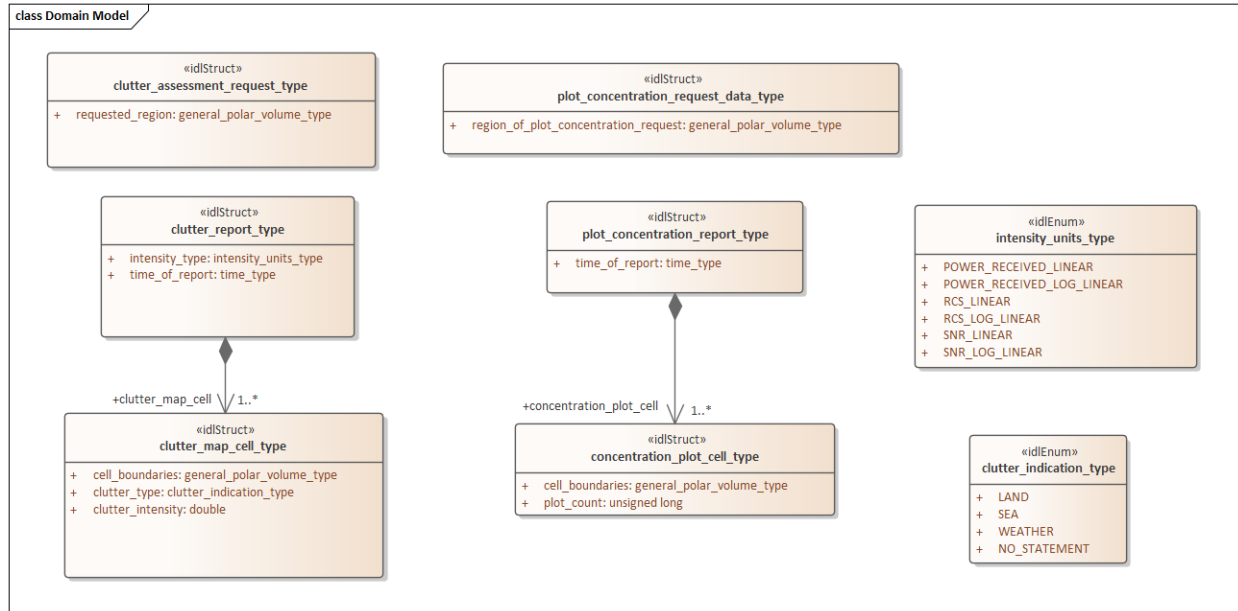 class Domain Model
«idlStruct»
clutter_assessment_request_type
+ requested_region: general_polar_volume_type
«idlStruct»
plot_concentration_request_data_type
+ region_of_plot_concentration_request: general_polar_volume_type
«idlStruct»
clutter_report_type
+ intensity_type: intensity_units_type
+ time_of_report: time_type
«idlStruct»
plot_concentration_report_type
+ time_of_report: time_type
«idlEnum»
intensity_units_type
+ POWER_RECEIVED_LINEAR
+ POWER_RECEIVED_LOG_LINEAR
+ RCS_LINEAR
+ RCS_LOG_LINEAR
+ SNR_LINEAR
+ SNR_LOG_LINEAR
+clutter_map_cell 1..*
+concentration_plot_cell 1..*
«idlStruct»
clutter_map_cell_type
+ cell_boundaries: general_polar_volume_type
+ clutter_type: clutter_indication_type
+ clutter_intensity: double
«idlStruct»
concentration_plot_cell_type
+ cell_boundaries: general_polar_volume_type
+ plot_count: unsigned long
«idlEnum»
clutter_indication_type
+ LAND
+ SEA
+ WEATHER
+ NO_STATEMENT